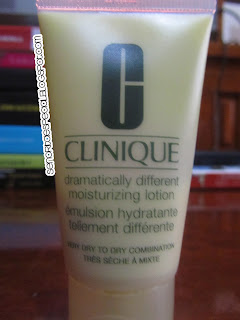 C
CLINIQUE
dramatically different
moisturizing lotion
émulsion hydratante
tellement différente
VERY DRY TO DRY COMBINATION
TRÈS SÈCHE À MIXTE